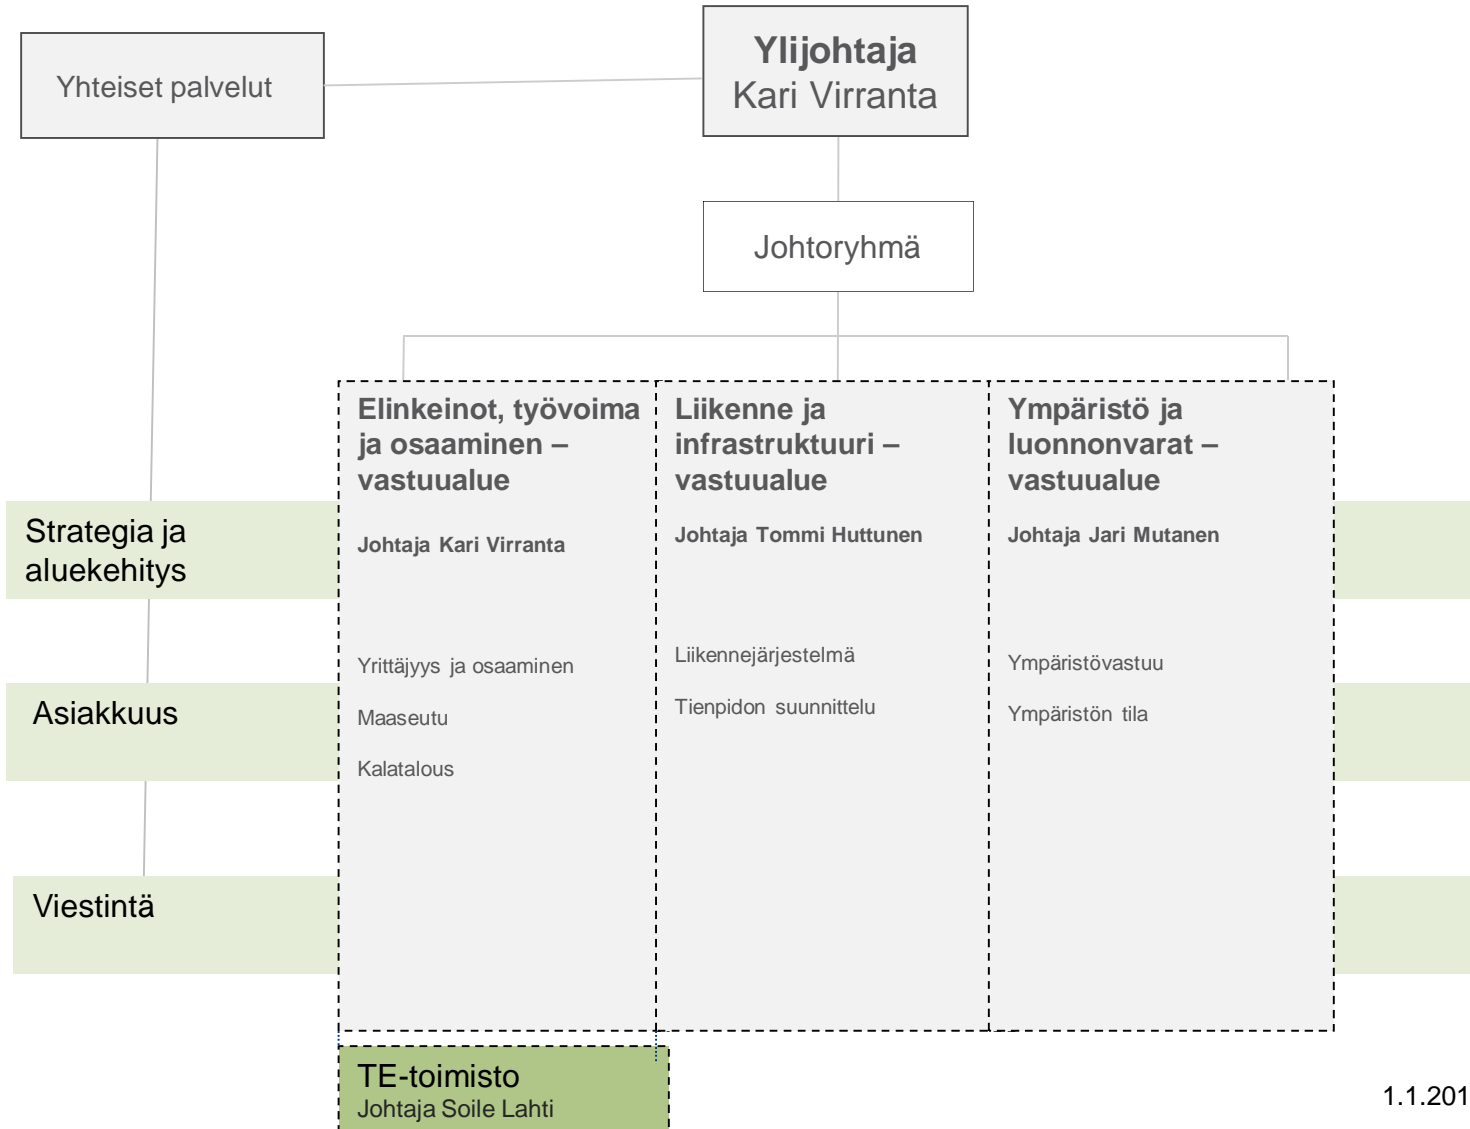 Yhteiset palvelut
Ylijohtaja
Kari Virranta
Johtoryhmä
Elinkeinot, työvoima
ja osaaminen –
vastuualue
Johtaja Kari Virranta
Yrittäjyys ja osaaminen
Maaseutu
Kalatalous
Liikenne ja
infrastruktuuri –
vastuualue
Johtaja Tommi Huttunen
Liikennejärjestelmä
Tienpidon suunnittelu
Ympäristö ja
luonnonvarat –
vastuualue
Johtaja Jari Mutanen
Ympäristövastuu
Ympäristön tila
Strategia ja
aluekehitys
Asiakkuus
Viestintä
TE-toimisto
Johtaja Soile Lahti
1.1.201